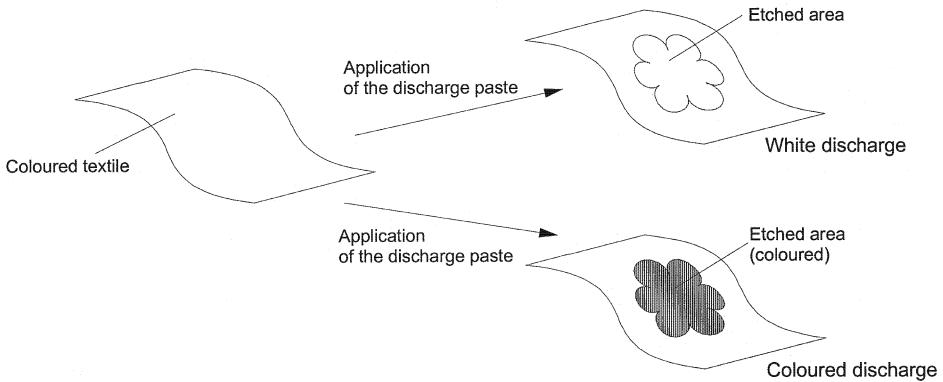 Etched area
Application
of the discharge paste
Coloured textile
White discharge
Application
of the discharge paste
Etched area
(coloured)
Coloured discharge